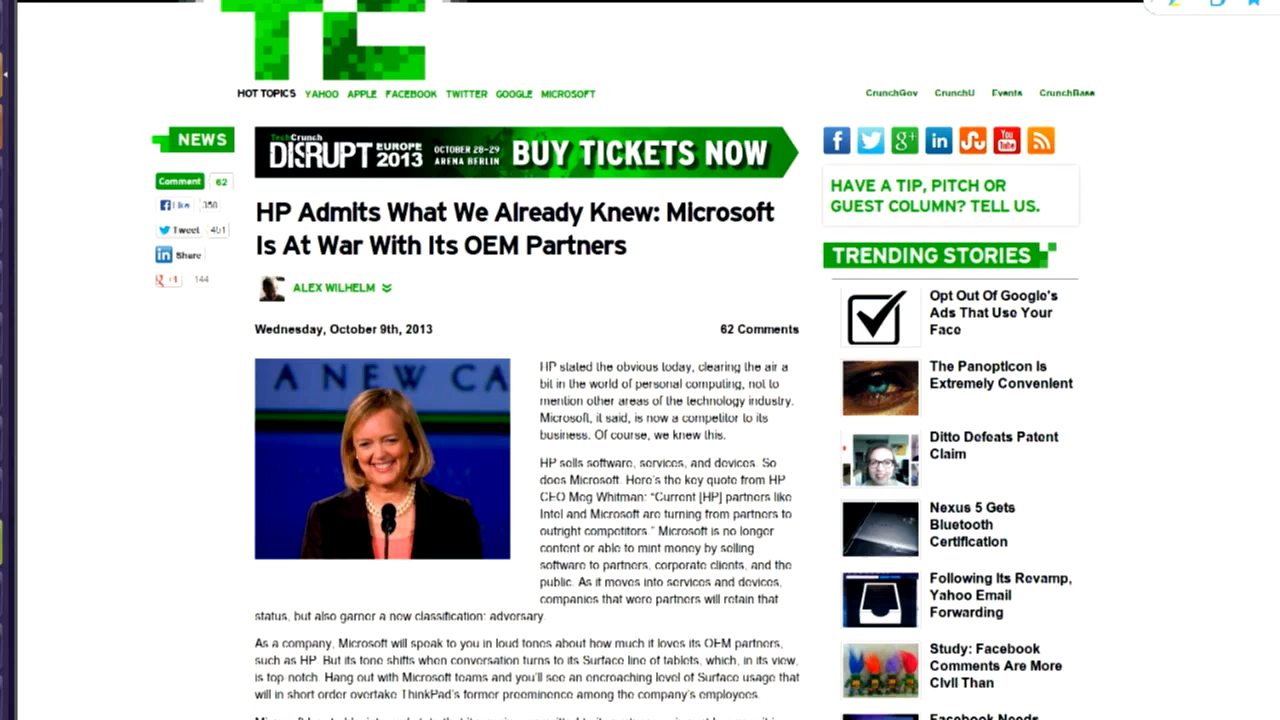 TC
HOT TOPICS YAHOO APPLE FACEBOOK TWITTER GOOGLE MICROSOFT
CrunchGov CrunchU Events CrunchBase
NEWS
TechCrunch
DISRUPT EUROPE 2013 OCTOBER 28-29 ARENA BERLIN BUY TICKETS NOW
Comment 62
Like 358
Tweet 451
Share
+1 144
HP Admits What We Already Knew: Microsoft
Is At War With Its OEM Partners
ALEX WILHELM
Wednesday, October 9th, 2013 62 Comments
A NEW CA
HP stated the obvious today, clearing the air a
bit in the world of personal computing, not to
mention other areas of the technology industry.
Microsoft, it said, is now a competitor to its
business. Of course, we knew this.
HP sells software, services, and devices. So
does Microsoft. Here's the key quote from HP
CEO Meg Whitman: “Current [HP] partners like
Intel and Microsoft are turning from partners to
outright competitors.” Microsoft is no longer
content or able to mint money by selling
software to partners, corporate clients, and the
public. As it moves into services and devices,
companies that were partners will retain that
status, but also garner a new classification: adversary.
As a company, Microsoft will speak to you in loud tones about how much it loves its OEM partners,
such as HP. But its tone shifts when conversation turns to its Surface line of tablets, which, in its view,
is top-notch. Hang out with Microsoft teams and you'll see an encroaching level of Surface usage that
will in short order overtake ThinkPad's former preeminence among the company's employees.
HAVE A TIP, PITCH OR
GUEST COLUMN? TELL US.
TRENDING STORIES
Opt Out Of Google's
Ads That Use Your
Face
The Panopticon Is
Extremely Convenient
Ditto Defeats Patent
Claim
Nexus 5 Gets
Bluetooth
Certification
Following Its Revamp,
Yahoo Email
Forwarding
Study: Facebook
Comments Are More
Civil Than
Facebook Needs